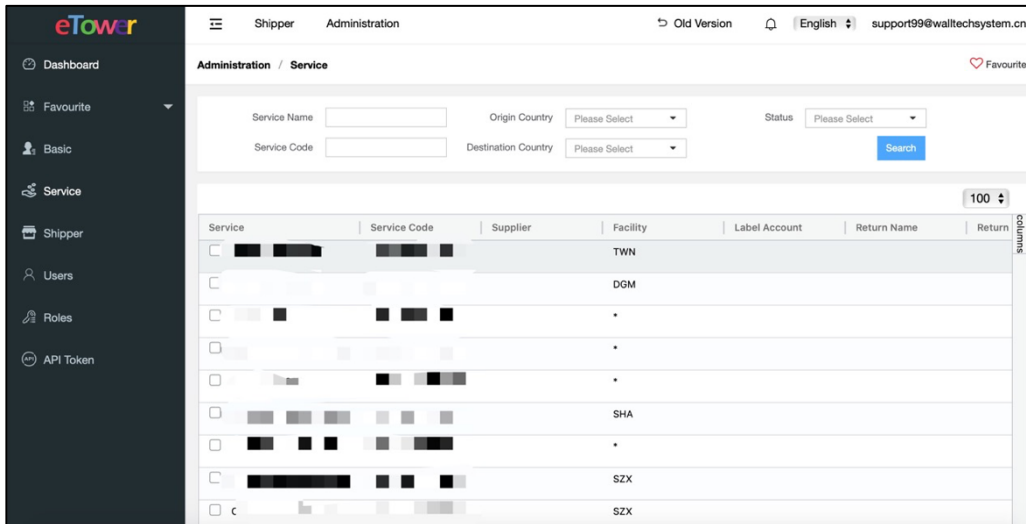 eTower
Shipper Administration Old Version English support99@walltechsystem.cn
Dashboard
Favourite
Basic
Service
Shipper
Users
Roles
API API Token
Administration / Service Favourite
Service Name Origin Country Please Select Status Please Select
Service Code Destination Country Please Select Search
100
columns
Service Service Code Supplier Facility Label Account Return Name Return
TWN
DGM
*
*
*
SHA
*
SZX
SZX